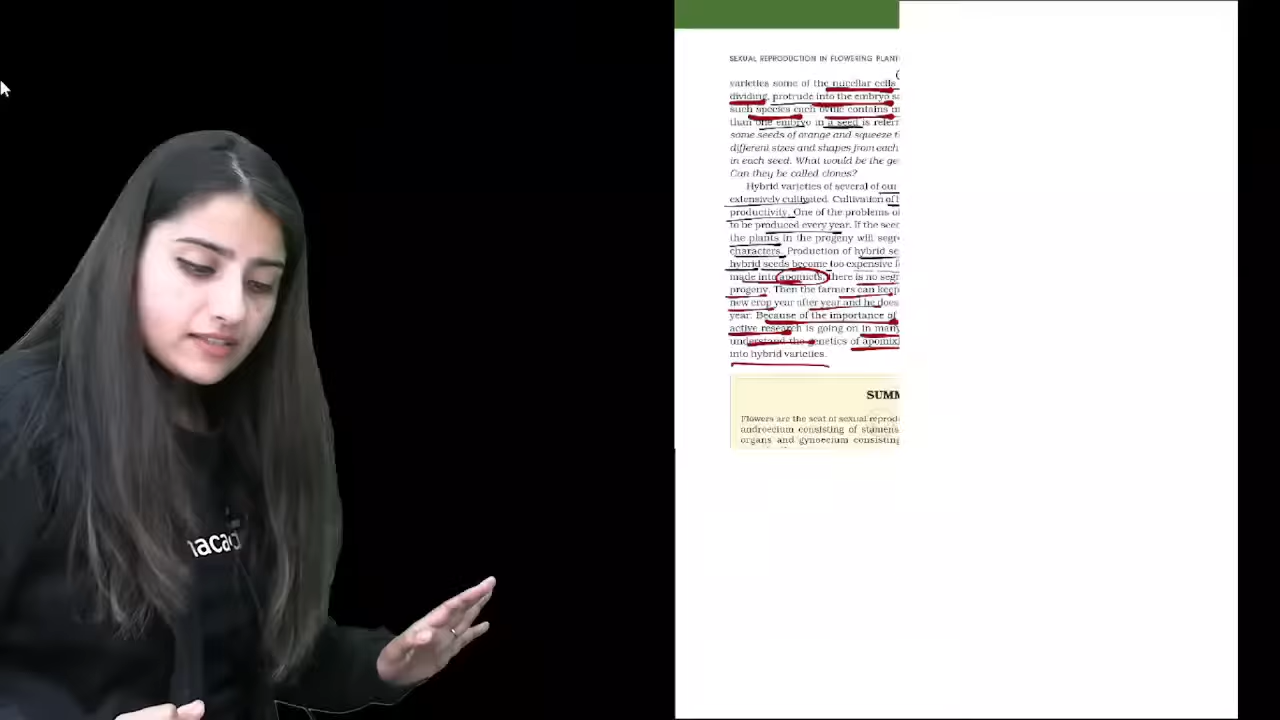 SEXUAL REPRODUCTION IN FLOWERING PLANT
varieties some of the nucellar cells
dividing, protrude into the embryo sa
such species each ovule contains m
than one embryo in a seed is referr
some seeds of orange and squeeze t
different sizes and shapes from each
in each seed. What would be the ge
Can they be called clones?
Hybrid varieties of several of our
extensively cultivated. Cultivation of h
productivity. One of the problems of
to be produced every year. If the seed
the plants in the progeny will segre
characters. Production of hybrid se
hybrid seeds become too expensive f
made into apomicts, there is no segr
progeny. Then the farmers can keep
new crop year after year and he does
year. Because of the importance of
active research is going on in many
understand the genetics of apomix
into hybrid varieties.
SUMM
Flowers are the seat of sexual reprod
androecium consisting of stamens
organs and gynoecium consisting
naca